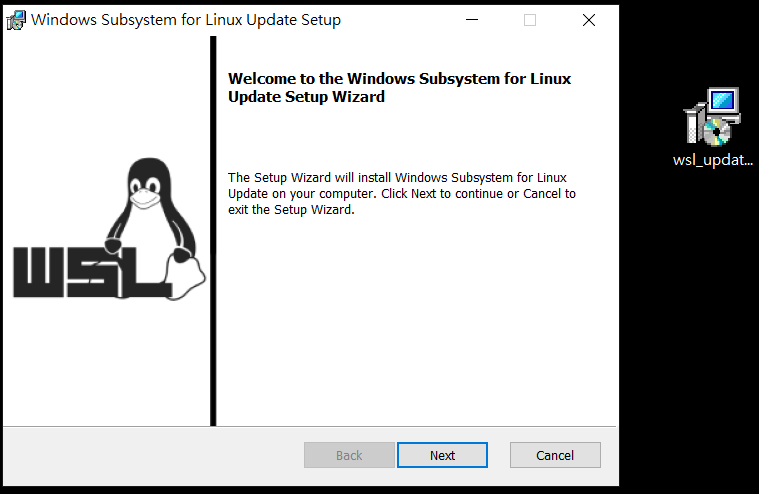 Windows Subsystem for Linux Update Setup
Welcome to the Windows Subsystem for Linux
Update Setup Wizard
The Setup Wizard will install Windows Subsystem for Linux
Update on your computer. Click Next to continue or Cancel to
exit the Setup Wizard.
WSL
Back
Next
Cancel
wsl_updat...